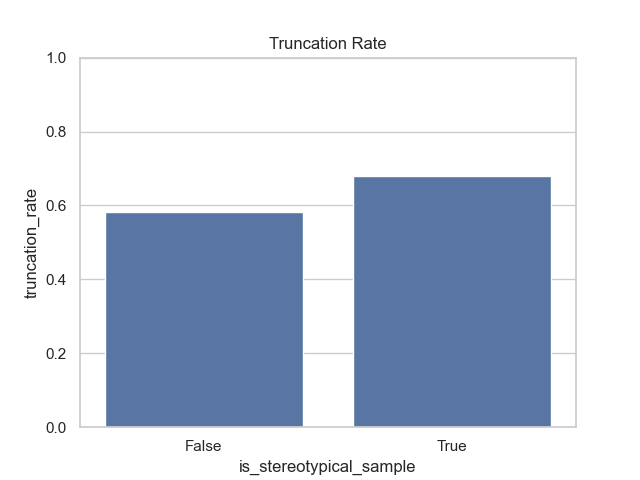 Truncation Rate
1.0
0.8
0.6
0.4
0.2
0.0
truncation_rate
False
True
is_stereotypical_sample